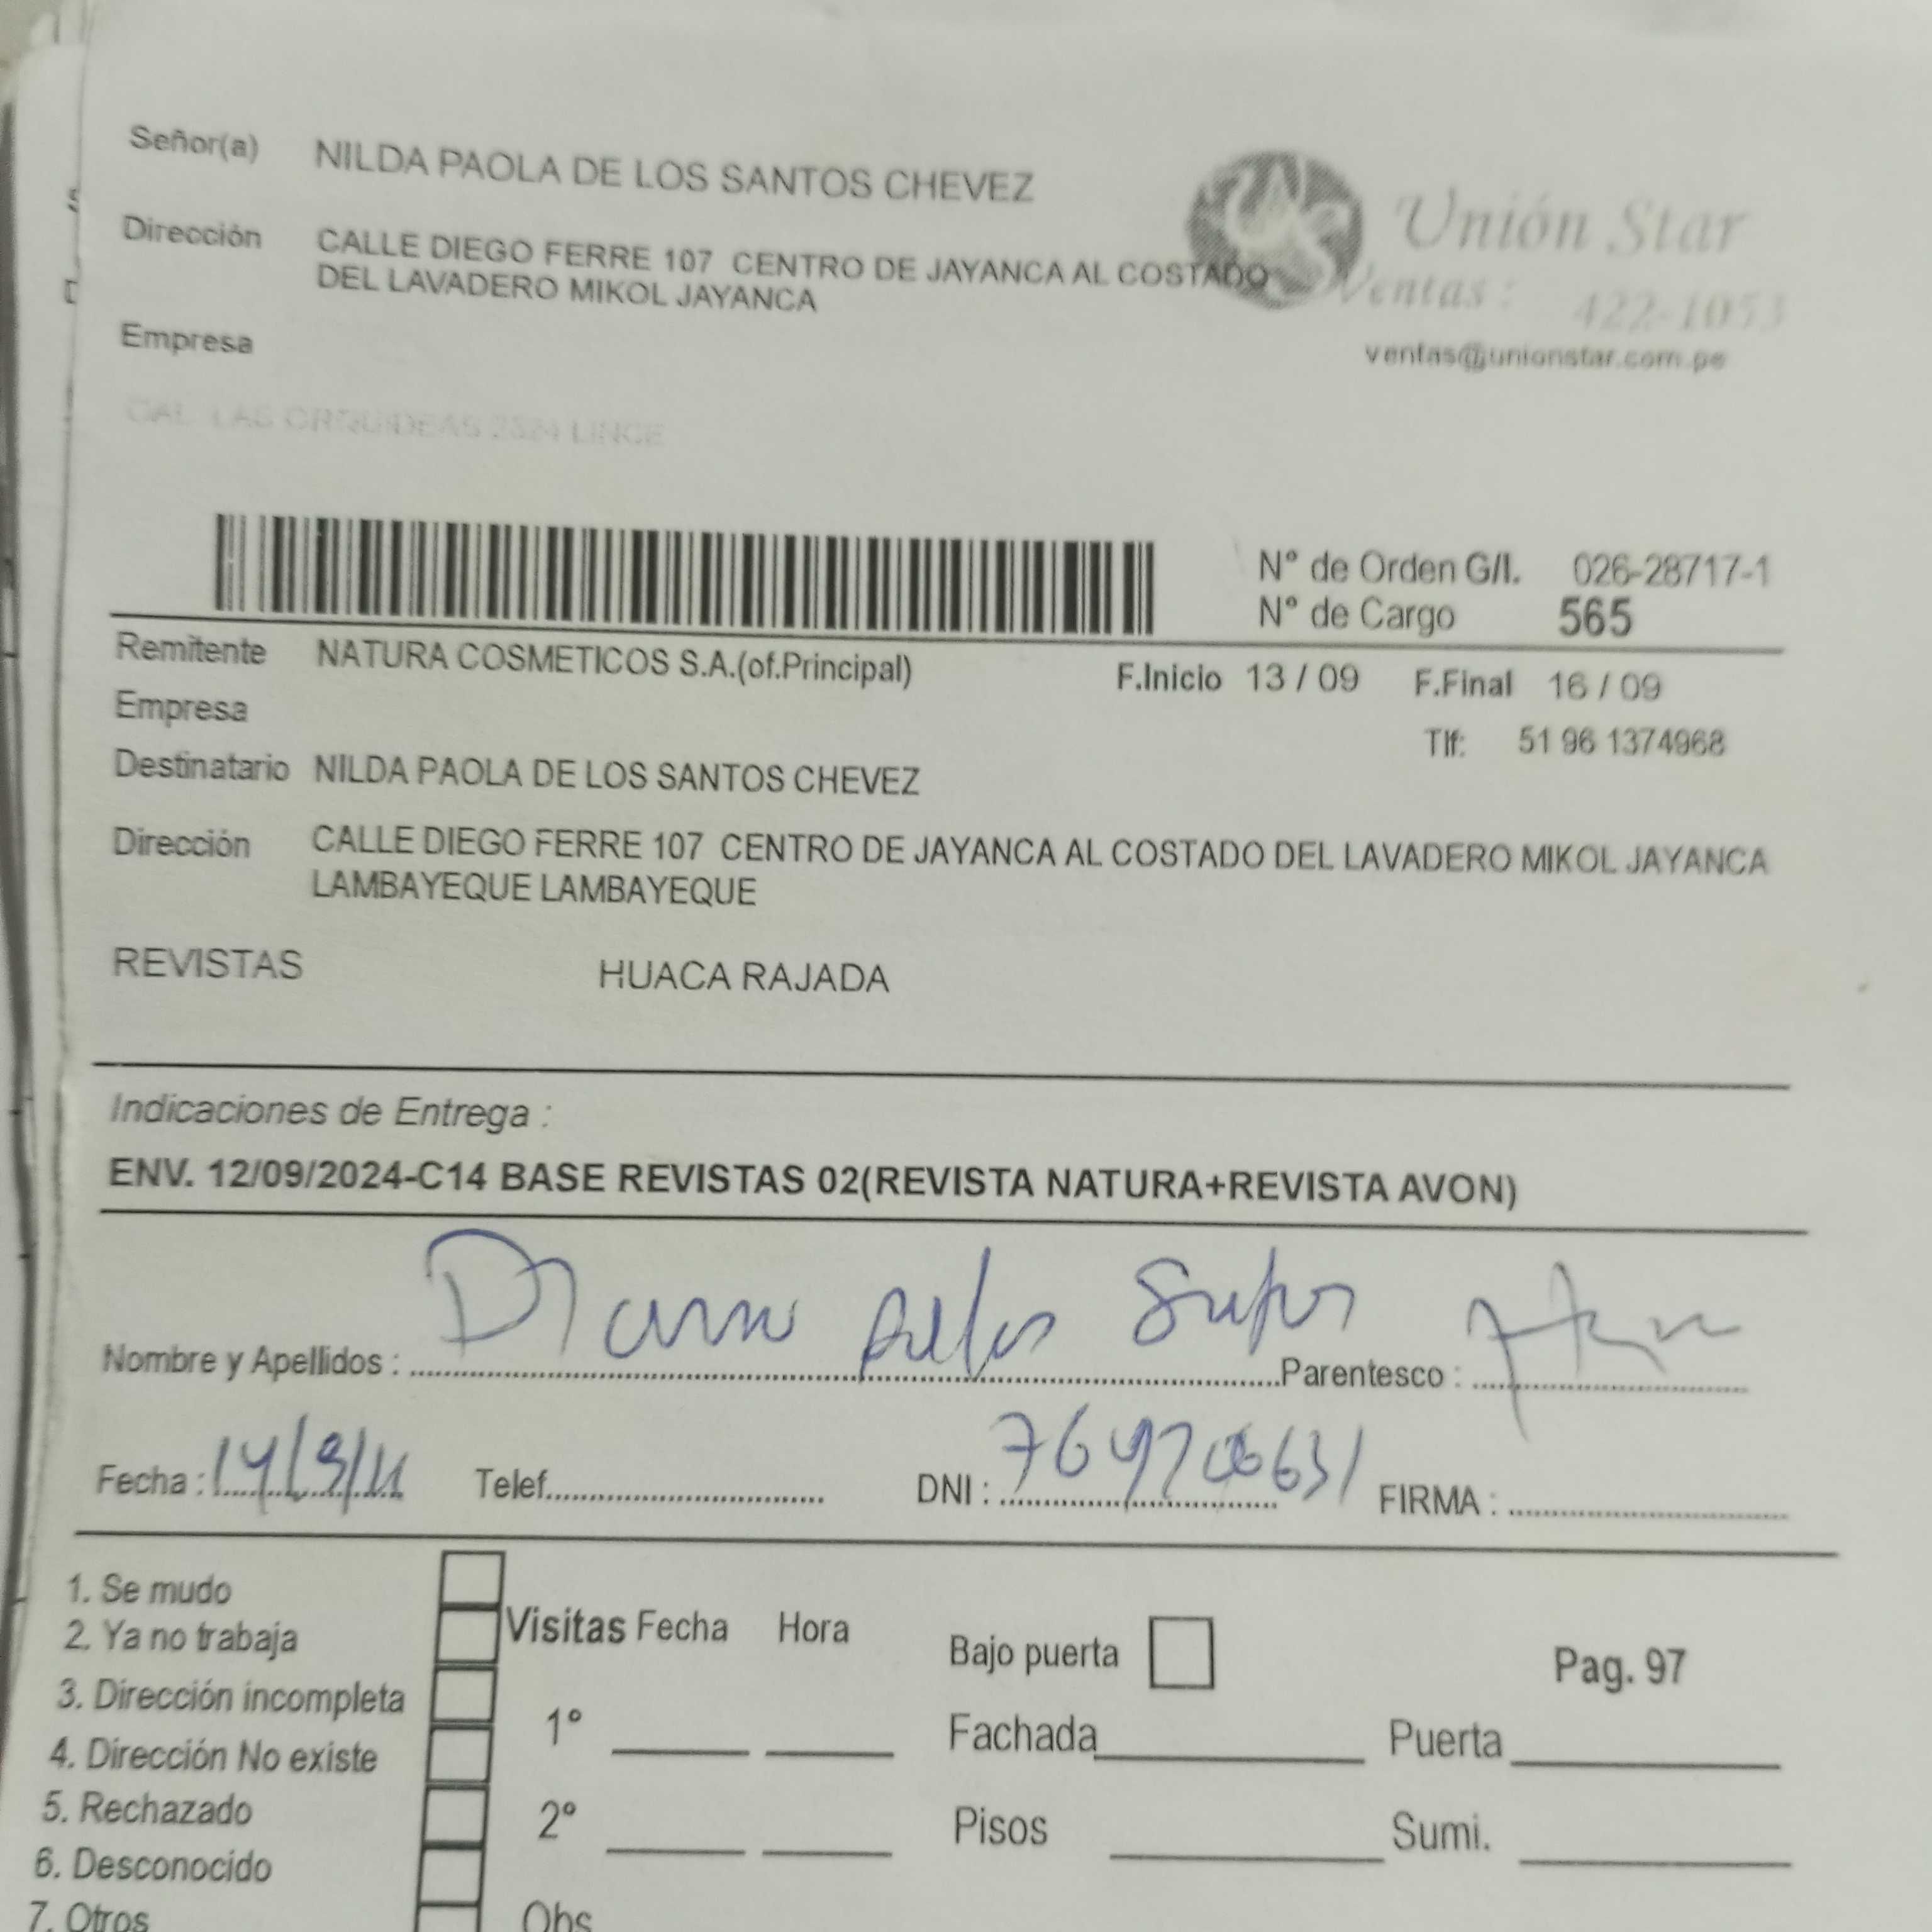 Señor(a) NILDA PAOLA DE LOS SANTOS CHEVEZ
Unión Star
Dirección CALLE DIEGO FERRE 107 CENTRO DE JAYANCA AL COSTADO
DEL LAVADERO MIKOL JAYANCA
Ventas: 422-1053
Empresa
ventas@unionstar.com.pe
CAL LAS ORQUIDEAS LINCE
Nº de Orden G/I. 026-28717-1
Nº de Cargo 565
Remitente NATURA COSMETICOS S.A.(of.Principal) F.Inicio 13 / 09 F.Final 16 / 09
Empresa
Tlf: 51 96 1374968
Destinatario NILDA PAOLA DE LOS SANTOS CHEVEZ
Dirección CALLE DIEGO FERRE 107 CENTRO DE JAYANCA AL COSTADO DEL LAVADERO MIKOL JAYANCA
LAMBAYEQUE LAMBAYEQUE
REVISTAS HUACA RAJADA
Indicaciones de Entrega :
ENV. 12/09/2024-C14 BASE REVISTAS 02(REVISTA NATURA+REVISTA AVON)
Nombre y Apellidos : Parentesco :
Fecha : Telef. DNI : FIRMA :
1. Se mudo
2. Ya no trabaja
3. Dirección incompleta
4. Dirección No existe
5. Rechazado
6. Desconocido
7. Otros
Visitas Fecha Hora
1º
2º
Obs
Bajo puerta
Pag. 97
Fachada Puerta
Pisos Sumi.